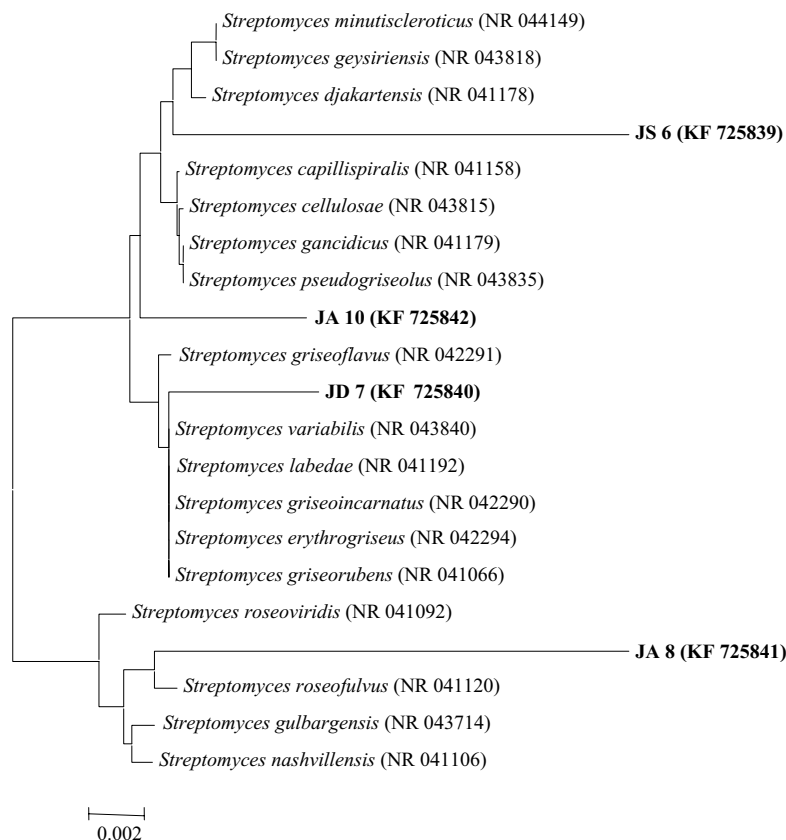 Streptomyces minutiscleroticus (NR 044149)
Streptomyces geysiriensis (NR 043818)
Streptomyces djakartensis (NR 041178)
JS 6 (KF 725839)
Streptomyces capillispiralis (NR 041158)
Streptomyces cellulosae (NR 043815)
Streptomyces gancidicus (NR 041179)
Streptomyces pseudogriseolus (NR 043835)
JA 10 (KF 725842)
Streptomyces griseoflavus (NR 042291)
JD 7 (KF 725840)
Streptomyces variabilis (NR 043840)
Streptomyces labedae (NR 041192)
Streptomyces griseoincarnatus (NR 042290)
Streptomyces erythrogriseus (NR 042294)
Streptomyces griseorubens (NR 041066)
Streptomyces roseoviridis (NR 041092)
JA 8 (KF 725841)
Streptomyces roseofulvus (NR 041120)
Streptomyces gulbargensis (NR 043714)
Streptomyces nashvillensis (NR 041106)
0.002